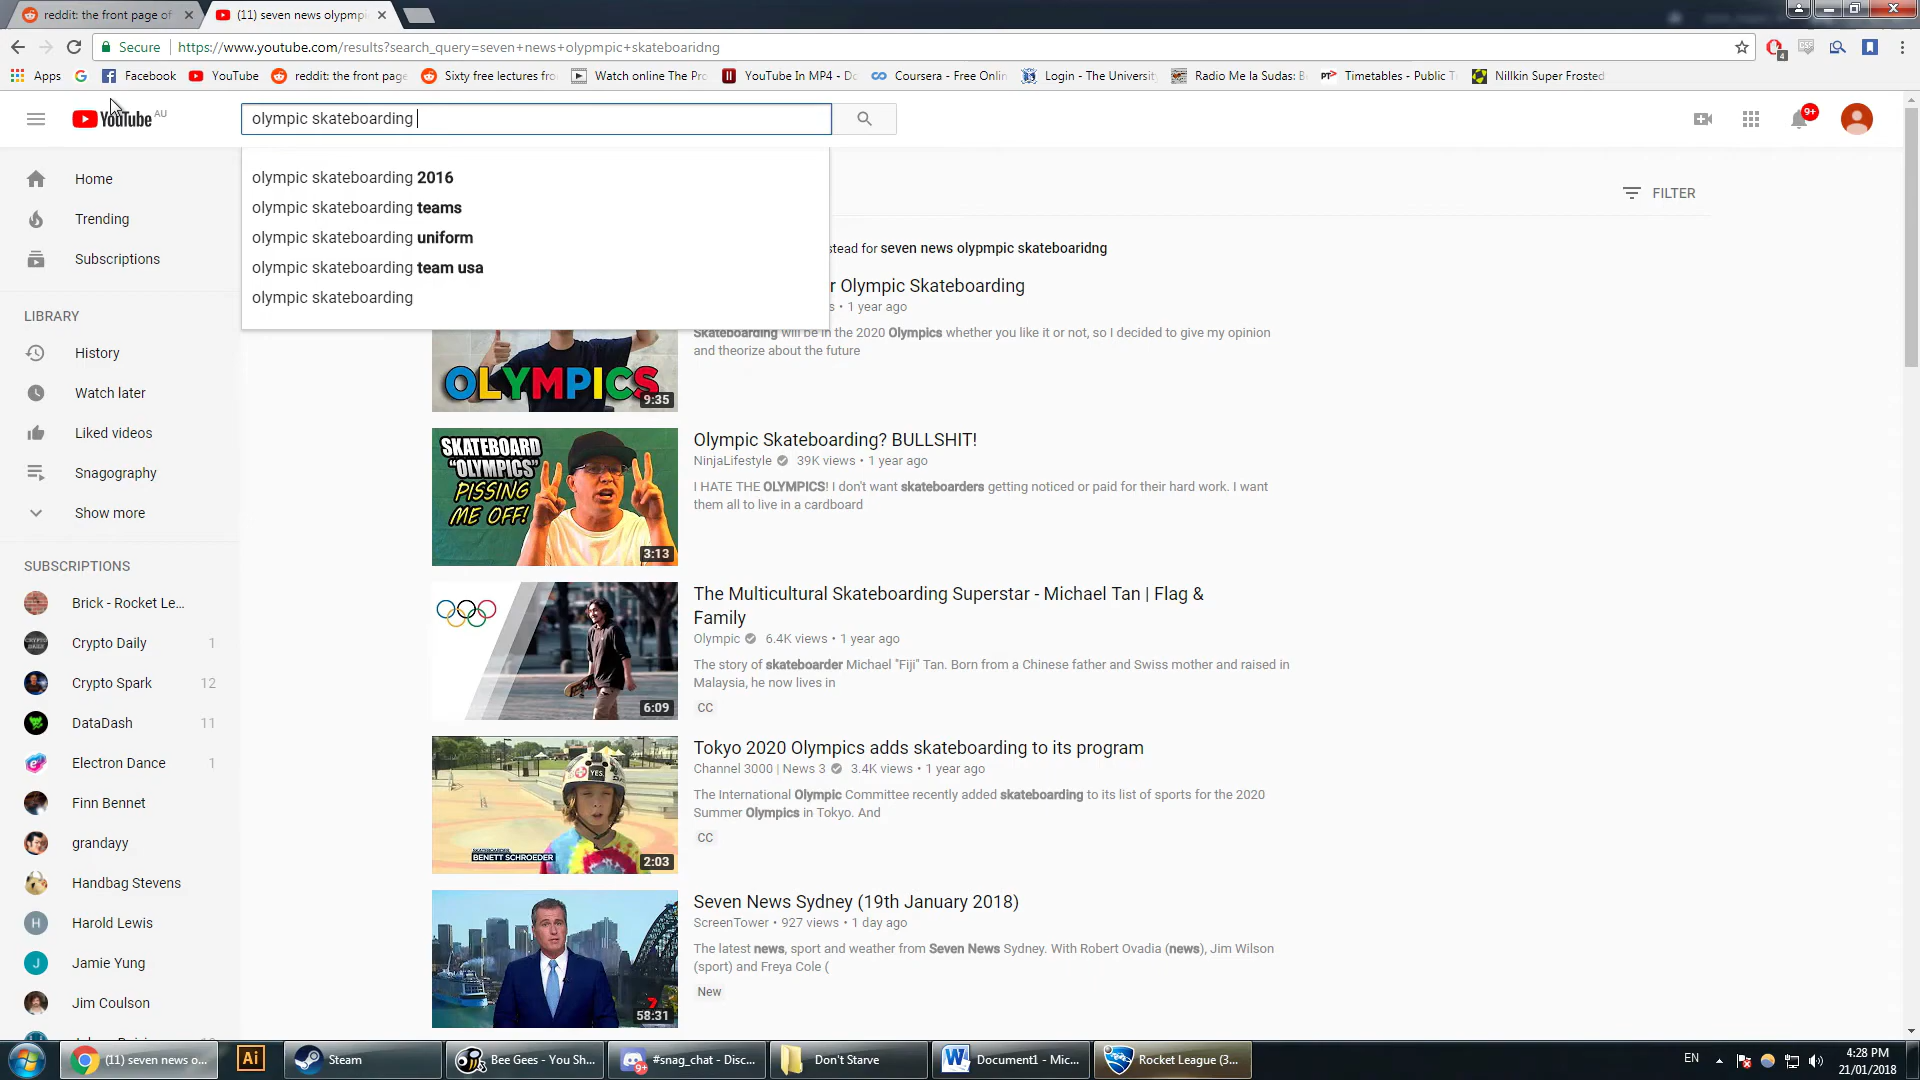 reddit: the front page of
(11) seven news olypmpic
Secure
https://www.youtube.com/results?search_query=seven+news+olypmpic+skateboaridng
4
Apps
Facebook
YouTube
reddit: the front page
Sixty free lectures fro
Watch online The Pro
YouTube In MP4 - Do
Coursera - Free Onlin
Login - The University
Radio Me la Sudas: B
PT>
Timetables - Public T
Nillkin Super Frosted
YouTube AU
olympic skateboarding
9+
olympic skateboarding 2016
olympic skateboarding teams
olympic skateboarding uniform
olympic skateboarding team usa
olympic skateboarding
FILTER
Home
Trending
Subscriptions
LIBRARY
History
Watch later
Liked videos
Snagography
Show more
SUBSCRIPTIONS
Brick - Rocket Le...
Crypto Daily 1
Crypto Spark 12
DataDash 11
Electron Dance 1
Finn Bennet
grandayy
Handbag Stevens
H Harold Lewis
J Jamie Yung
Jim Coulson
stead for seven news olypmpic skateboaridng
r Olympic Skateboarding
s • 1 year ago
Skateboarding will be in the 2020 Olympics whether you like it or not, so I decided to give my opinion
and theorize about the future
OLYMPICS
9:35
SKATEBOARD
"OLYMPICS"
PISSING
ME OFF!
3:13
Olympic Skateboarding? BULLSHIT!
NinjaLifestyle 39K views • 1 year ago
I HATE THE OLYMPICS! I don't want skateboarders getting noticed or paid for their hard work. I want
them all to live in a cardboard
6:09
The Multicultural Skateboarding Superstar - Michael Tan | Flag &
Family
Olympic 6.4K views • 1 year ago
The story of skateboarder Michael "Fiji" Tan. Born from a Chinese father and Swiss mother and raised in
Malaysia, he now lives in
CC
YES.
SKATEBOARDER
BENETT SCHROEDER
2:03
Tokyo 2020 Olympics adds skateboarding to its program
Channel 3000 | News 3 3.4K views • 1 year ago
The International Olympic Committee recently added skateboarding to its list of sports for the 2020
Summer Olympics in Tokyo. And
CC
7
58:31
Seven News Sydney (19th January 2018)
ScreenTower • 927 views • 1 day ago
The latest news, sport and weather from Seven News Sydney. With Robert Ovadia (news), Jim Wilson
(sport) and Freya Cole (
New
(11) seven news o...
Ai
Steam
Bee Gees - You Sh...
9+
#snag_chat - Disc...
Don't Starve
Document1 - Mic...
Rocket League (3...
EN
4:28 PM
21/01/2018